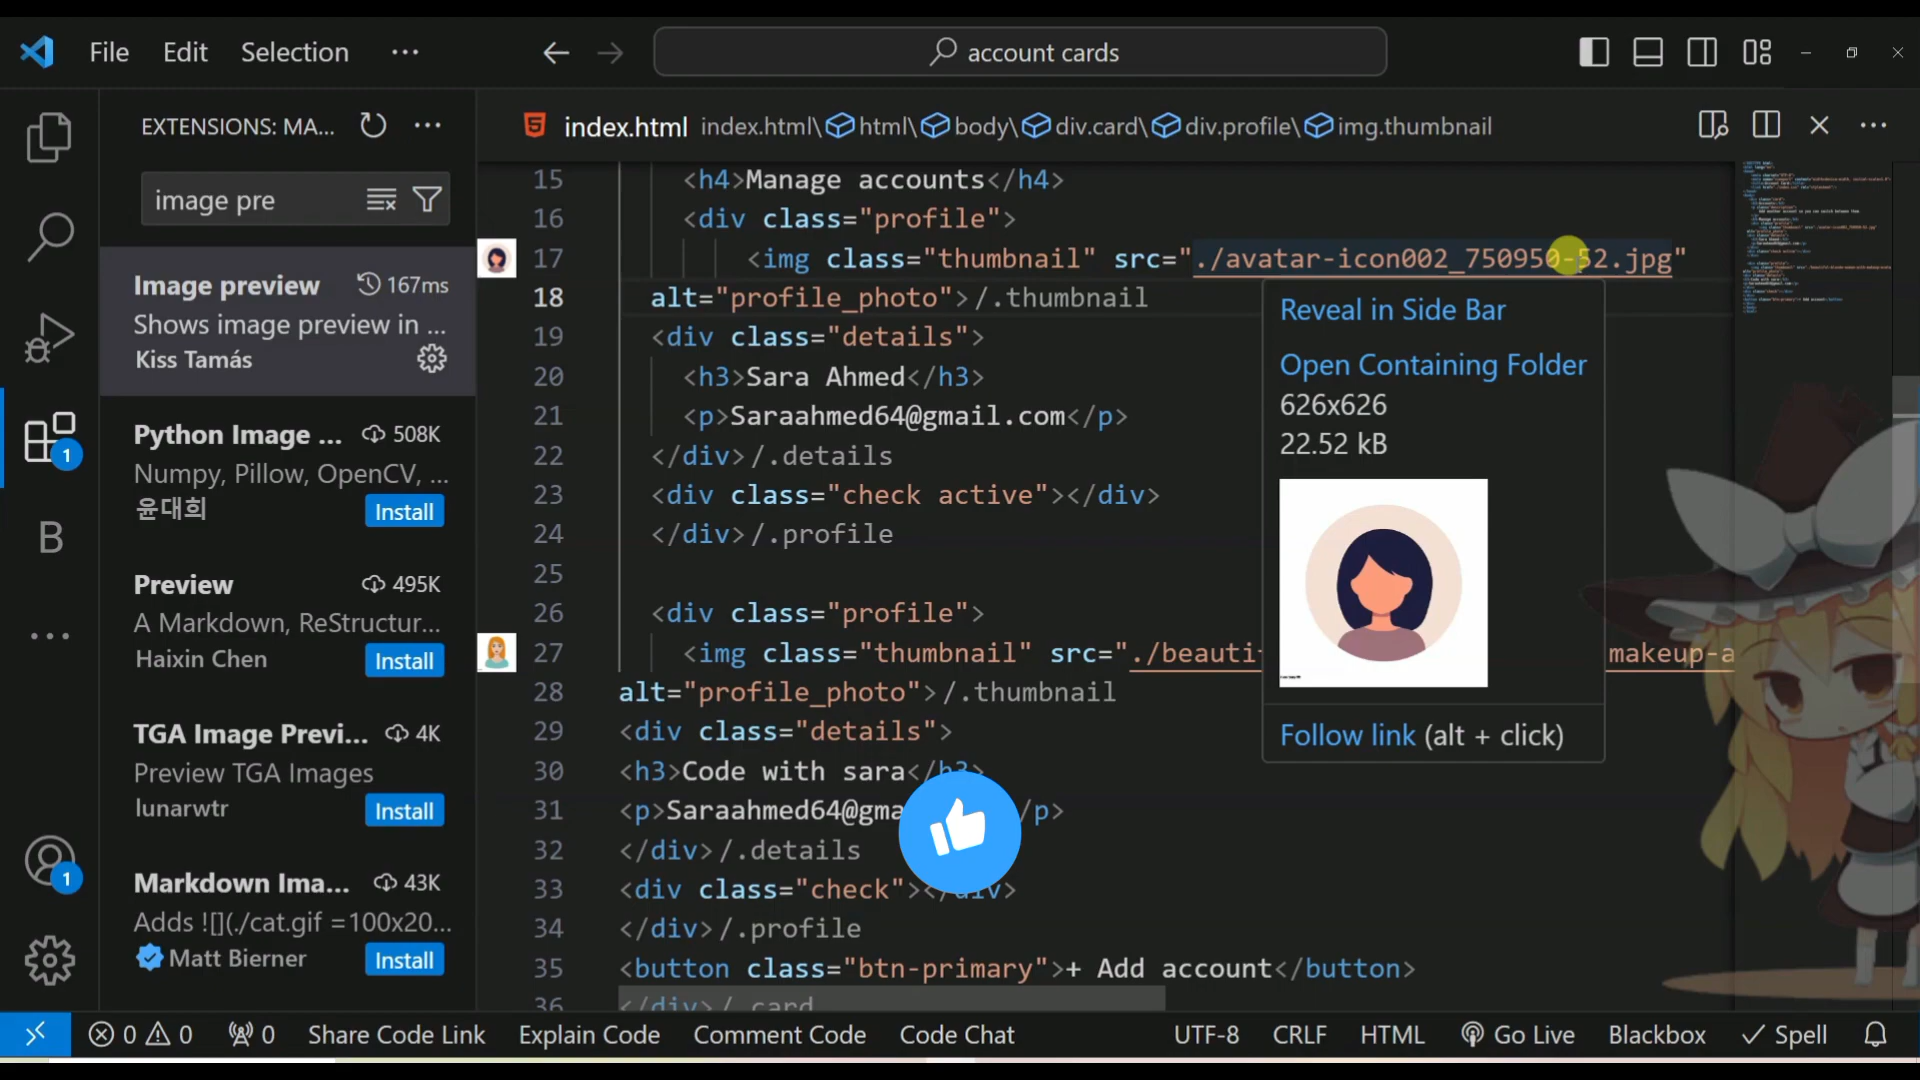 File Edit Selection ···
account cards
EXTENSIONS: MA... ···
image pre
Image preview 167ms
Shows image preview in ...
Kiss Tamás
Python Image ... 508K
Numpy, Pillow, OpenCV, ...
윤대희 Install
Preview 495K
A Markdown, ReStructur...
Haixin Chen Install
TGA Image Previ... 4K
Preview TGA Images
lunarwtr Install
Markdown Ima... 43K
Adds ![](./cat.gif =100x20...
Matt Bierner Install
B
1
1
index.html index.html\html\body\div.card\div.profile\img.thumbnail
15 <h4>Manage accounts</h4>
16 <div class="profile">
17 <img class="thumbnail" src="./avatar-icon002_750950-52.jpg"
18 alt="profile_photo">/.thumbnail
19 <div class="details">
20 <h3>Sara Ahmed</h3>
21 <p>Saraahmed64@gmail.com</p>
22 </div>/.details
23 <div class="check active"></div>
24 </div>/.profile
25
26 <div class="profile">
27 <img class="thumbnail" src="./beauti makeup-a
28 alt="profile_photo">/.thumbnail
29 <div class="details">
30 <h3>Code with sara</h3>
31 <p>Saraahmed64@gma /p>
32 </div>/.details
33 <div class="check"></div>
34 </div>/.profile
35 <button class="btn-primary">+ Add account</button>
36 </div>/.card
Reveal in Side Bar
Open Containing Folder
626x626
22.52 kB
Follow link (alt + click)
0 0 0 Share Code Link Explain Code Comment Code Code Chat UTF-8 CRLF HTML Go Live Blackbox Spell